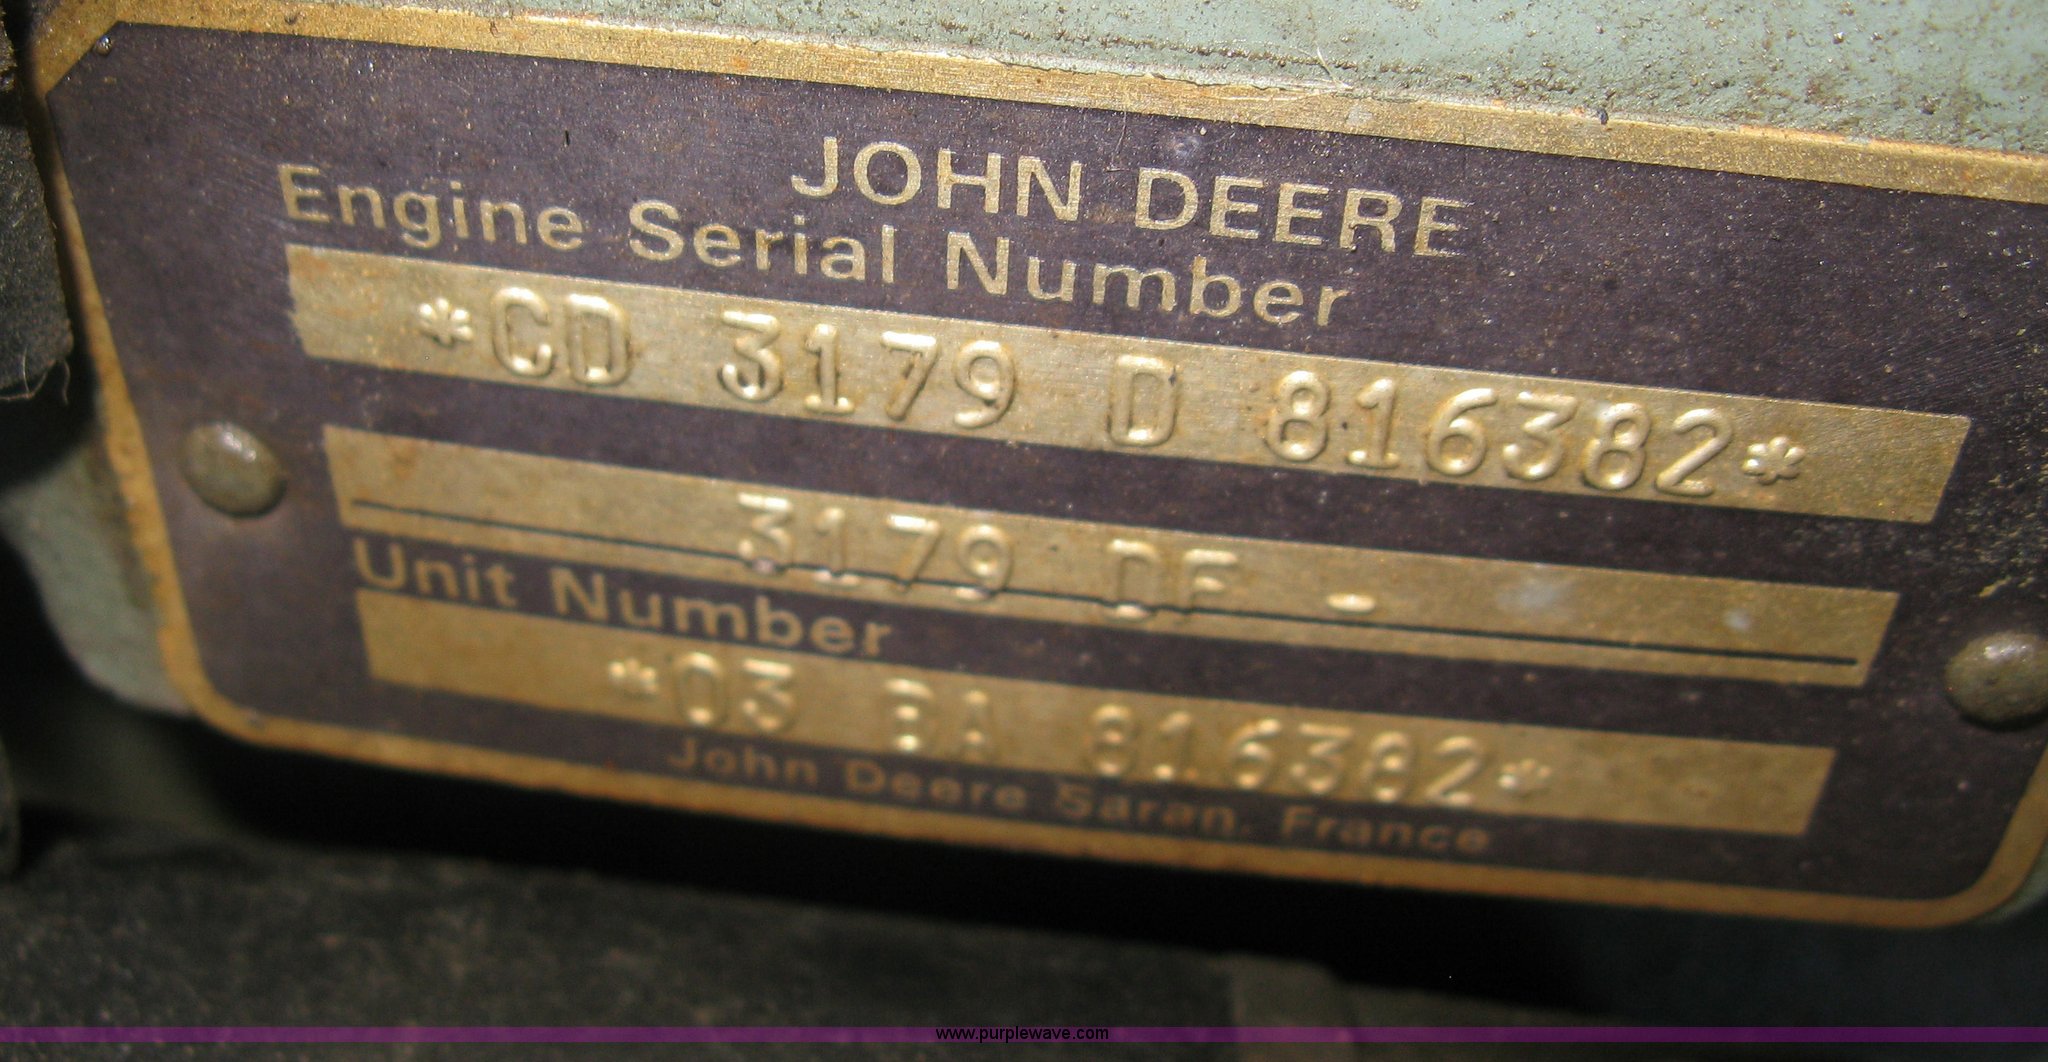 JOHN DEERE
Engine Serial Number
*CD 3179 D 816382*
3179 DF -
Unit Number
*03 BA 816382*
John Deere Saran. France
www.purplewave.com